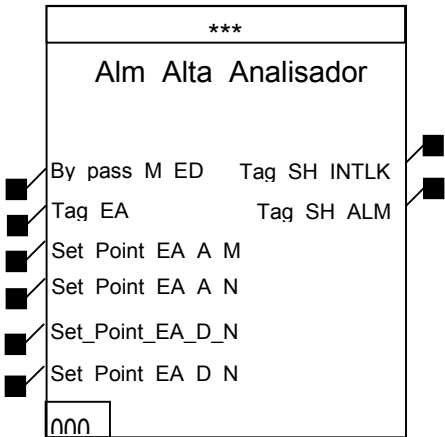 ***
Alm Alta Analisador
By pass M ED Tag SH INTLK
Tag EA Tag SH ALM
Set Point EA A M
Set Point EA A N
Set_Point_EA_D_N
Set Point EA D N
000